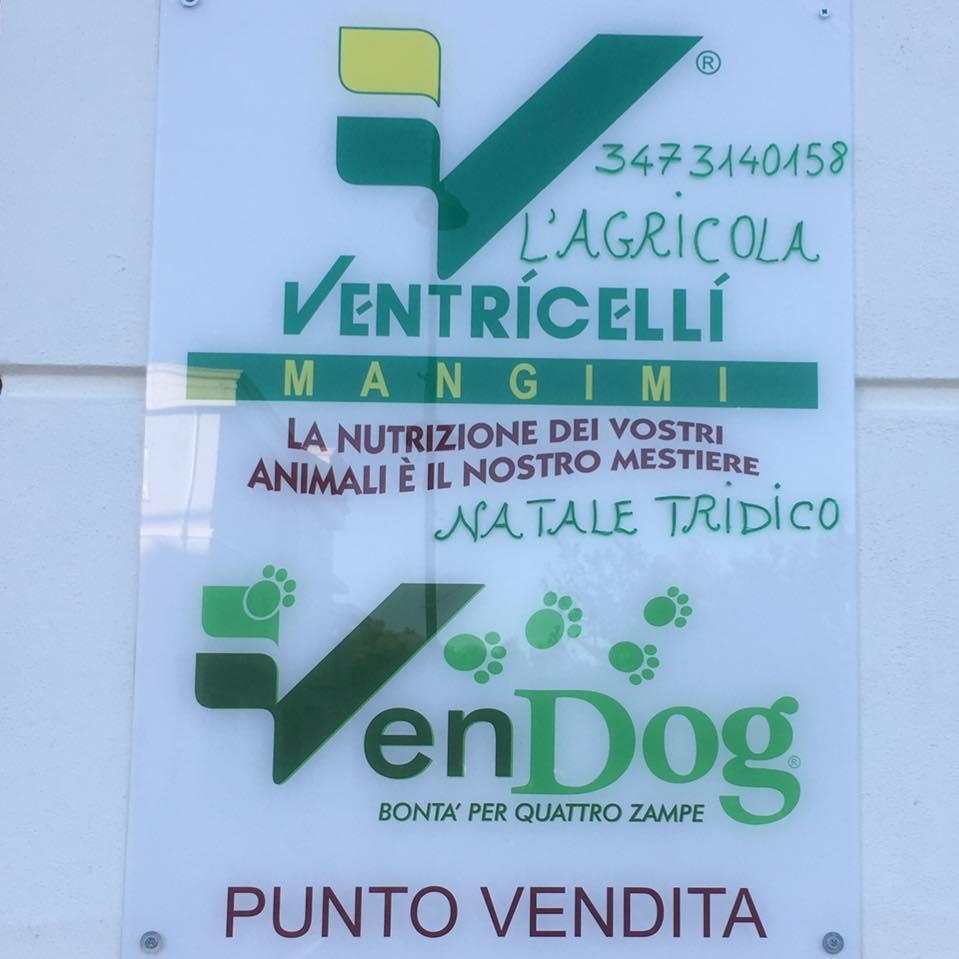 ®
3473140158
L'AGRICOLA
VENTRICELLI
MANGIMI
LA NUTRIZIONE DEI VOSTRI
ANIMALI È IL NOSTRO MESTIERE
NATALE TRIDICO
VenDog®
BONTA' PER QUATTRO ZAMPE
PUNTO VENDITA